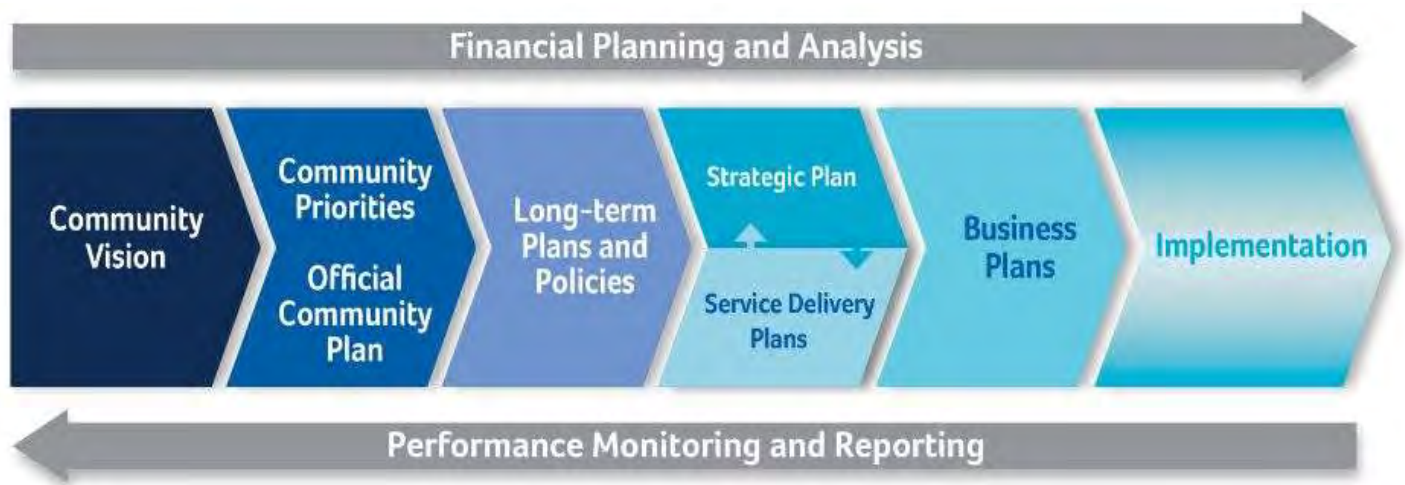 Financial Planning and Analysis
Community
Vision
Community
Priorities
Official
Community
Plan
Long-term
Plans and
Policies
Strategic Plan
Service Delivery
Plans
Business
Plans
Implementation
Performance Monitoring and Reporting